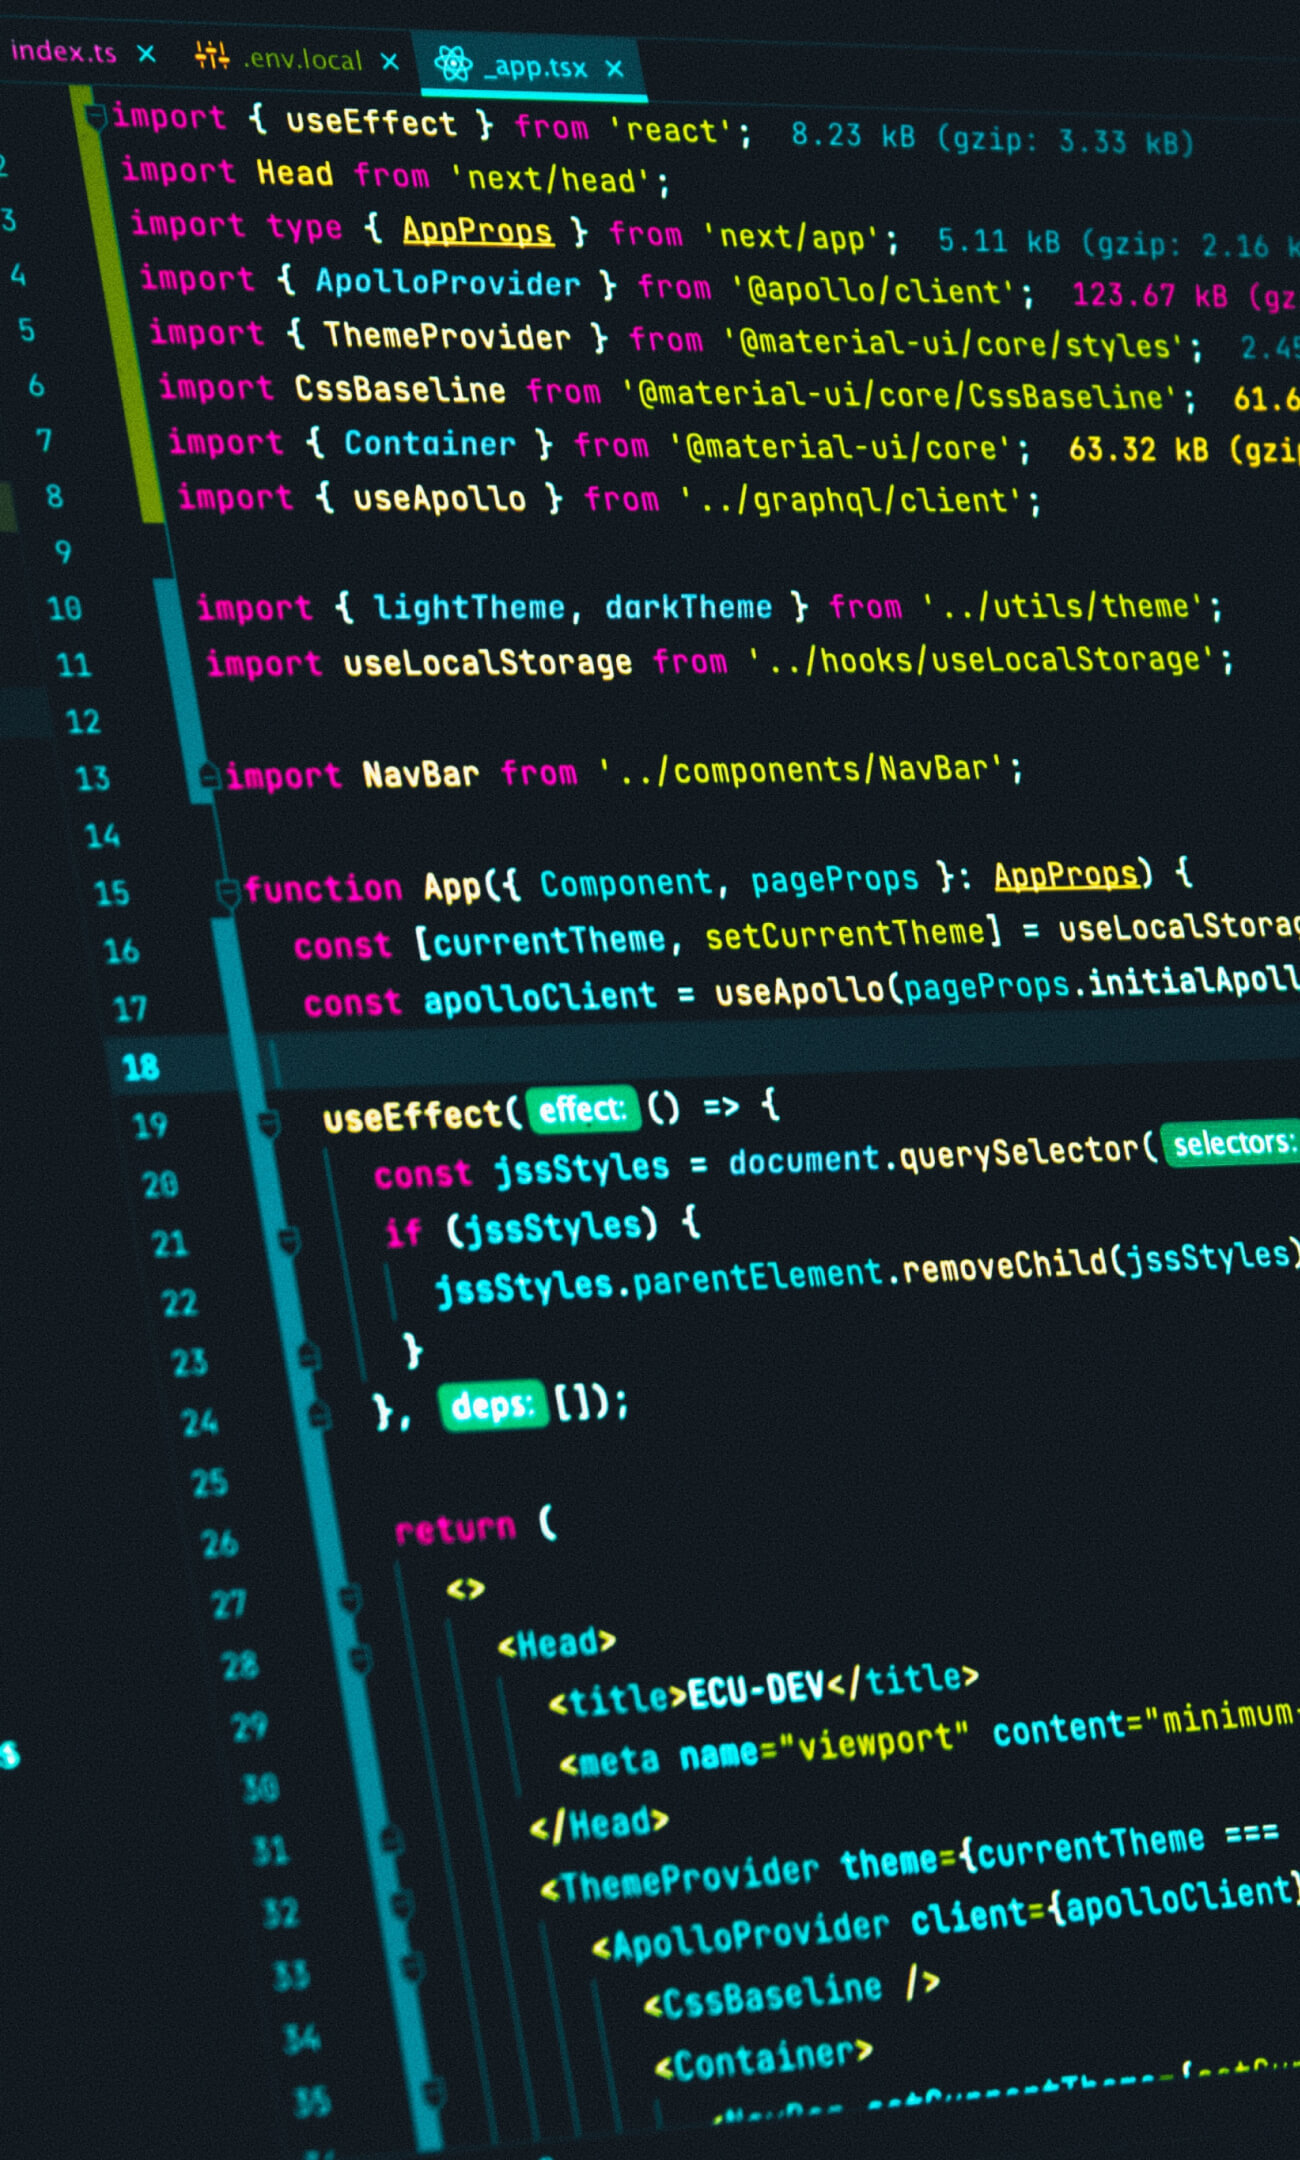 index.ts × .env.local × _app.tsx ×
import { useEffect } from 'react'; 8.23 kB (gzip: 3.33 kB)
2 import Head from 'next/head';
3 import type { AppProps } from 'next/app'; 5.11 kB (gzip: 2.16 k
4 import { ApolloProvider } from '@apollo/client'; 123.67 kB (gz
5 import { ThemeProvider } from '@material-ui/core/styles'; 2.45
6 import CssBaseline from '@material-ui/core/CssBaseline'; 61.6
7 import { Container } from '@material-ui/core'; 63.32 kB (gzip
8 import { useApollo } from '../graphql/client';
9
10 import { lightTheme, darkTheme } from '../utils/theme';
11 import useLocalStorage from '../hooks/useLocalStorage';
12
13 import NavBar from '../components/NavBar';
14
15 function App({ Component, pageProps }: AppProps) {
16 const [currentTheme, setCurrentTheme] = useLocalStorag
17 const apolloClient = useApollo(pageProps.initialApoll
18
19 useEffect( effect: () => {
20 const jssStyles = document.querySelector( selectors:
21 if (jssStyles) {
22 jssStyles.parentElement.removeChild(jssStyles)
23 }
24 }, deps: []);
25
26 return (
27 <>
28 <Head>
29 <title>ECU-DEV</title>
30 <meta name="viewport" content="minimum-
31 </Head>
32 <ThemeProvider theme={currentTheme ===
33 <ApolloProvider client={apolloClient}
34 <CssBaseline />
35 <Container>